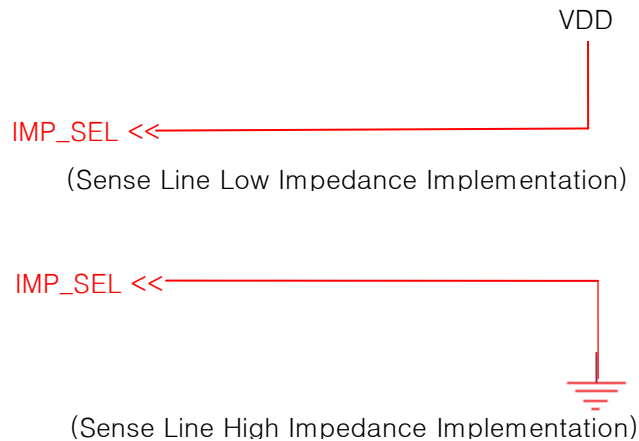 VDD
IMP_SEL <<
(Sense Line Low Impedance Implementation)
IMP_SEL <<
(Sense Line High Impedance Implementation)